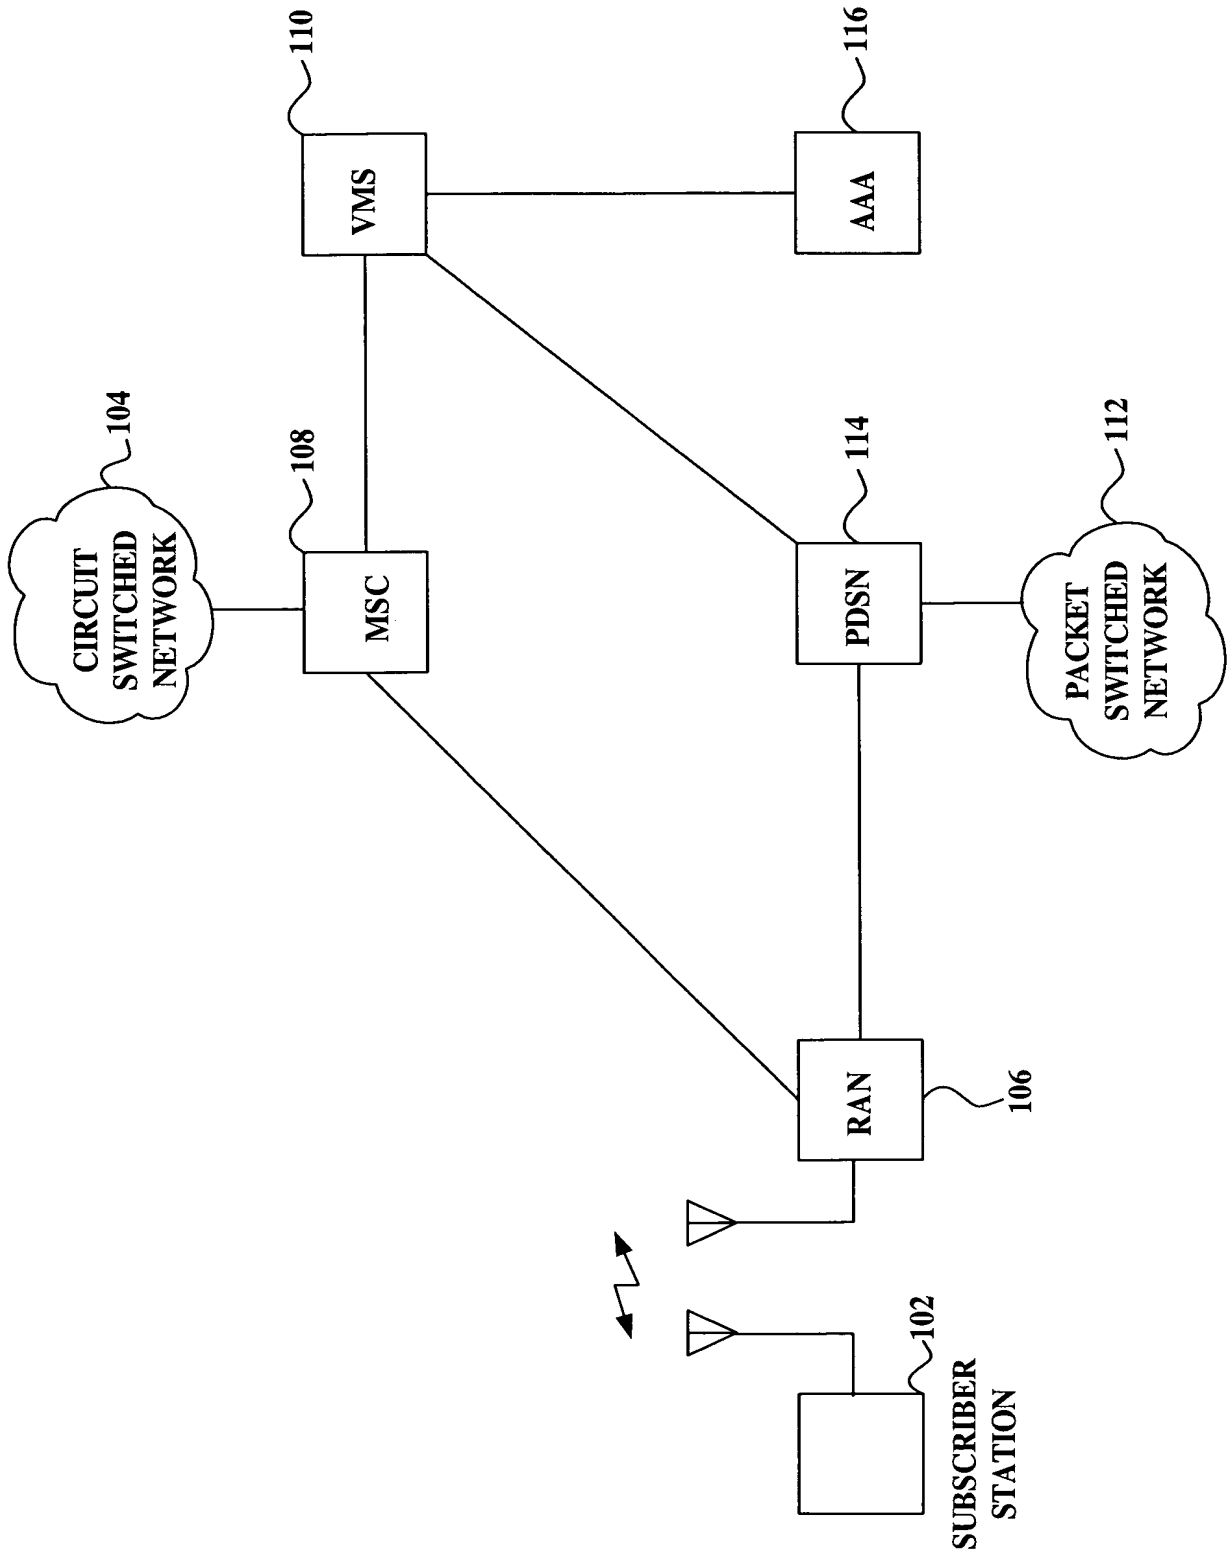 104
CIRCUIT
SWITCHED
NETWORK
108
MSC
110
VMS
SUBSCRIBER
STATION
102
RAN
106
PDSN
114
AAA
116
PACKET
SWITCHED
NETWORK
112